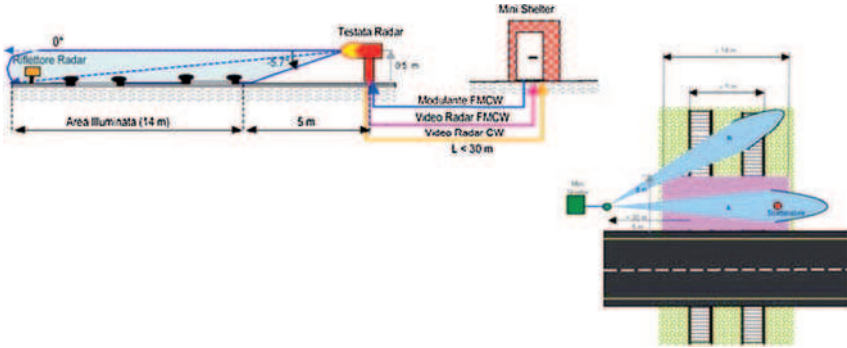 Mini Shelter
Testata Radar
0°
Riflettore Radar
-5.7°
0.5 m
Modulante FMCW
Area Illuminata (14 m)
5 m
Video Radar FMCW
Video Radar CW
L < 30 m
14 m
Mini
Shelter
A